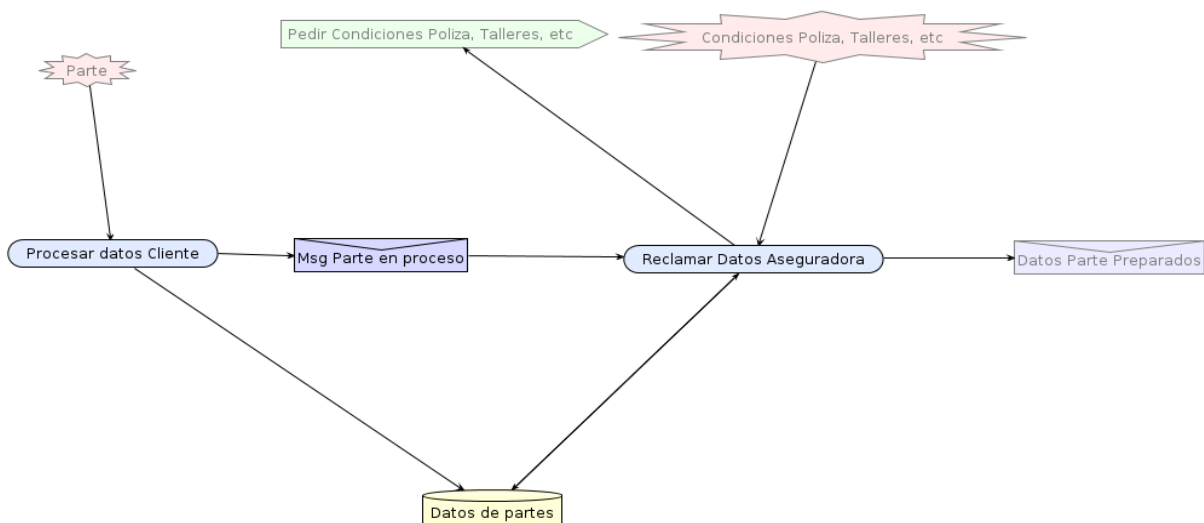 Pedir Condiciones Poliza, Talleres, etc
Condiciones Poliza, Talleres, etc
Parte
Procesar datos Cliente
Msg Parte en proceso
Reclamar Datos Aseguradora
Datos Parte Preparados
Datos de partes